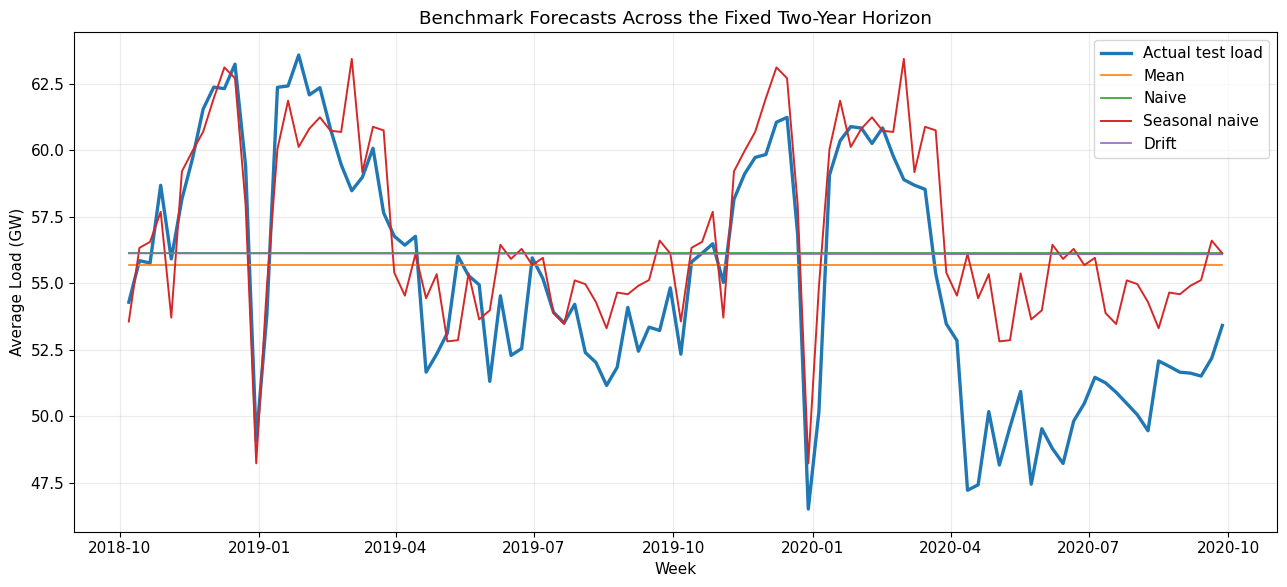 Benchmark Forecasts Across the Fixed Two-Year Horizon
Actual test load
Mean
Naive
Seasonal naive
Drift
Average Load (GW)
62.5
60.0
57.5
55.0
52.5
50.0
47.5
2018-10
2019-01
2019-04
2019-07
2019-10
2020-01
2020-04
2020-07
2020-10
Week